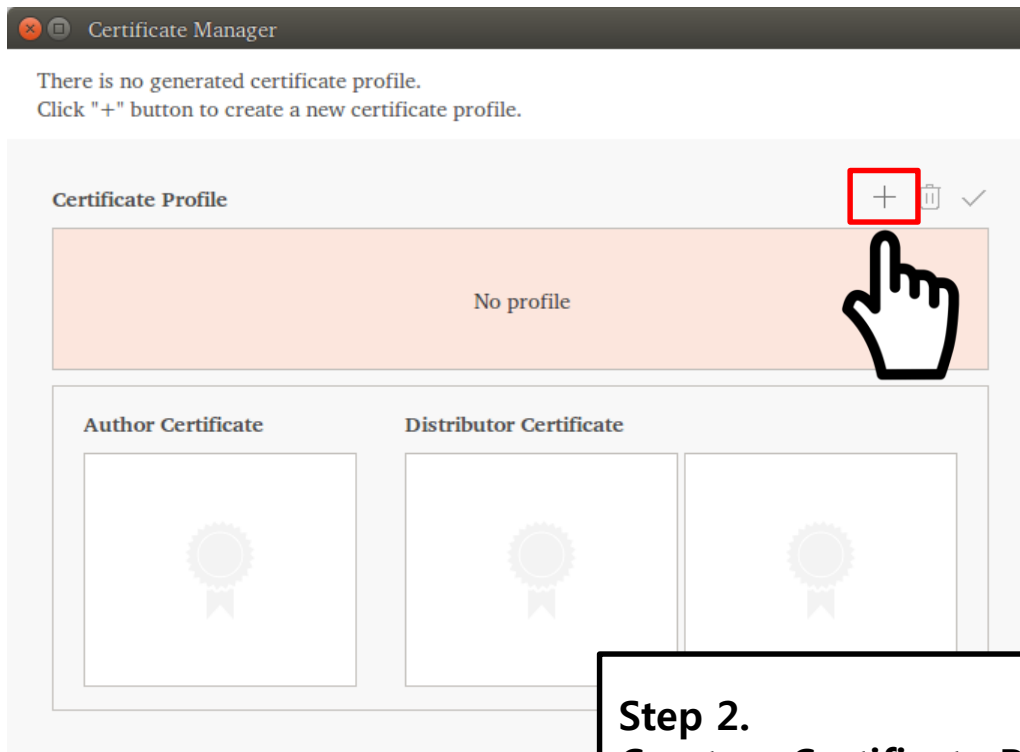 Certificate Manager
There is no generated certificate profile.
Click "+" button to create a new certificate profile.
Certificate Profile
No profile
Author Certificate
Distributor Certificate
Step 2.